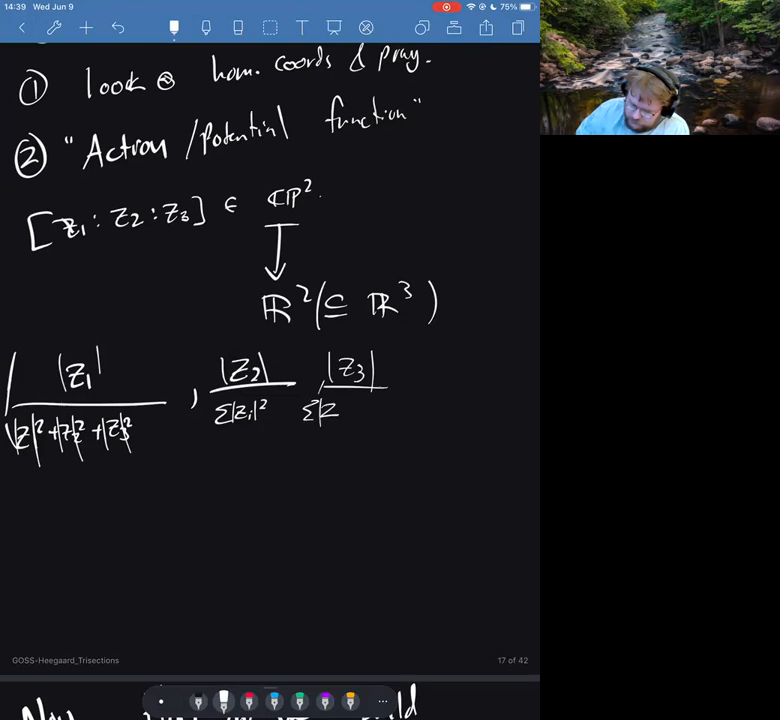 14:39 Wed Jun 9
75%
① look @ hom. coords & pray.
② "Action/potential function"
[z₁ : z₂ : z₃] ∈ ℂℙ².
ℝ² (⊆ ℝ³)
( |z₁| / |z|²+|z₂|²+|z₃|² , |z₂| / Σ|zᵢ|² |z₃| / Σ|z
GOSS-Heegaard_Trisections
17 of 42
Now